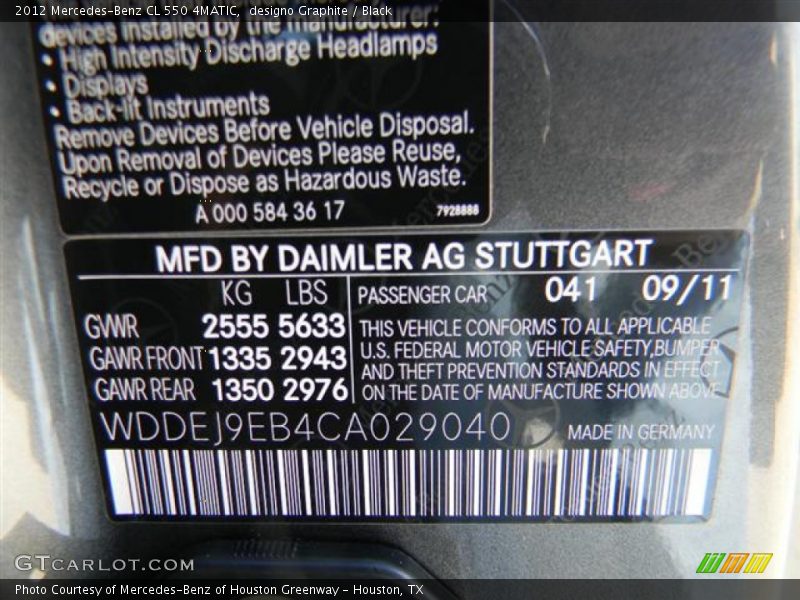 2012 Mercedes-Benz CL 550 4MATIC, designo Graphite / Black
devices installed by the manufacturer:
• High Intensity Discharge Headlamps
• Displays
• Back-lit Instruments
Remove Devices Before Vehicle Disposal.
Upon Removal of Devices Please Reuse,
Recycle or Dispose as Hazardous Waste.
A 000 584 36 17
7928888
MFD BY DAIMLER AG STUTTGART
KG LBS
GVWR 2555 5633
GAWR FRONT 1335 2943
GAWR REAR 1350 2976
PASSENGER CAR 041 09/11
THIS VEHICLE CONFORMS TO ALL APPLICABLE
U.S. FEDERAL MOTOR VEHICLE SAFETY,BUMPER
AND THEFT PREVENTION STANDARDS IN EFFECT
ON THE DATE OF MANUFACTURE SHOWN ABOVE
WDDEJ9EB4CA029040
MADE IN GERMANY
GTCARLOT.COM
Photo Courtesy of Mercedes-Benz of Houston Greenway - Houston, TX